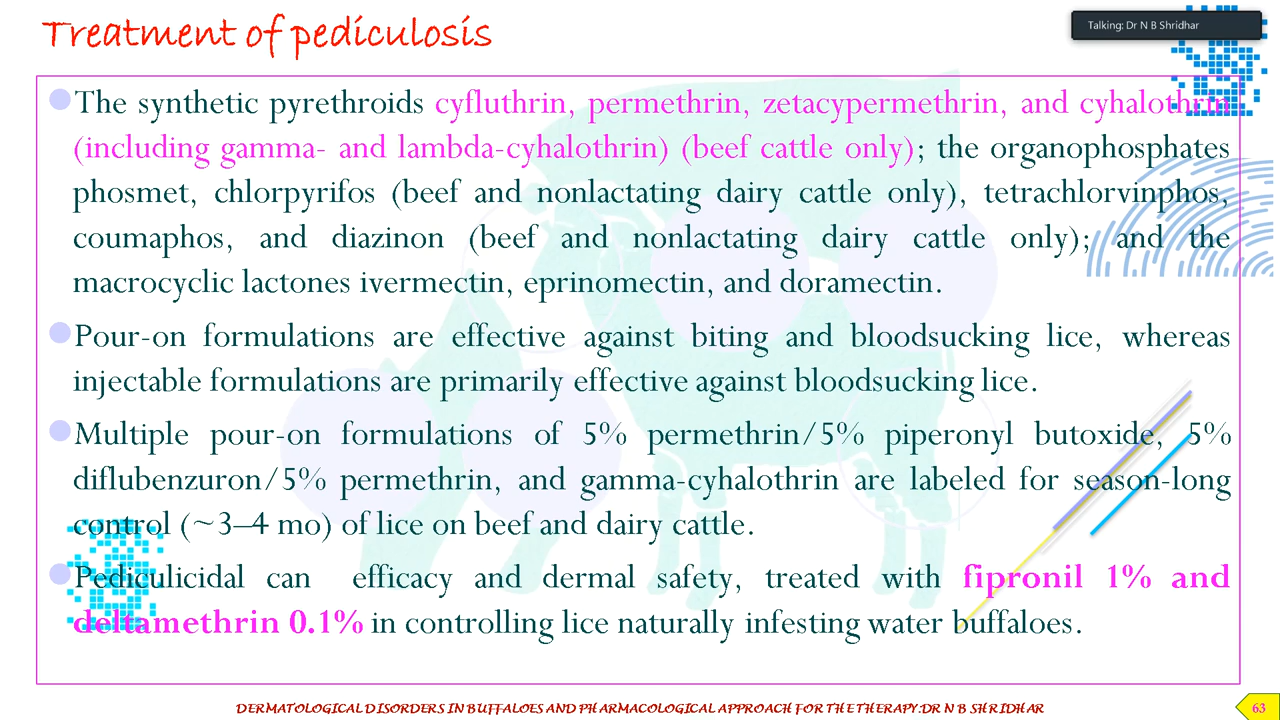 Treatment of pediculosis
Talking: Dr N B Shridhar
The synthetic pyrethroids cyfluthrin, permethrin, zetacypermethrin, and cyhalothrin
(including gamma- and lambda-cyhalothrin) (beef cattle only); the organophosphates
phosmet, chlorpyrifos (beef and nonlactating dairy cattle only), tetrachlorvinphos,
coumaphos, and diazinon (beef and nonlactating dairy cattle only); and the
macrocyclic lactones ivermectin, eprinomectin, and doramectin.
Pour-on formulations are effective against biting and bloodsucking lice, whereas
injectable formulations are primarily effective against bloodsucking lice.
Multiple pour-on formulations of 5% permethrin/5% piperonyl butoxide, 5%
diflubenzuron/5% permethrin, and gamma-cyhalothrin are labeled for season-long
control (~3–4 mo) of lice on beef and dairy cattle.
Pediculicidal can efficacy and dermal safety, treated with fipronil 1% and
deltamethrin 0.1% in controlling lice naturally infesting water buffaloes.
DERMATOLOGICAL DISORDERS IN BUFFALOES AND PHARMACOLOGICAL APPROACH FOR THE THERAPY:DR N B SHRIDHAR
63